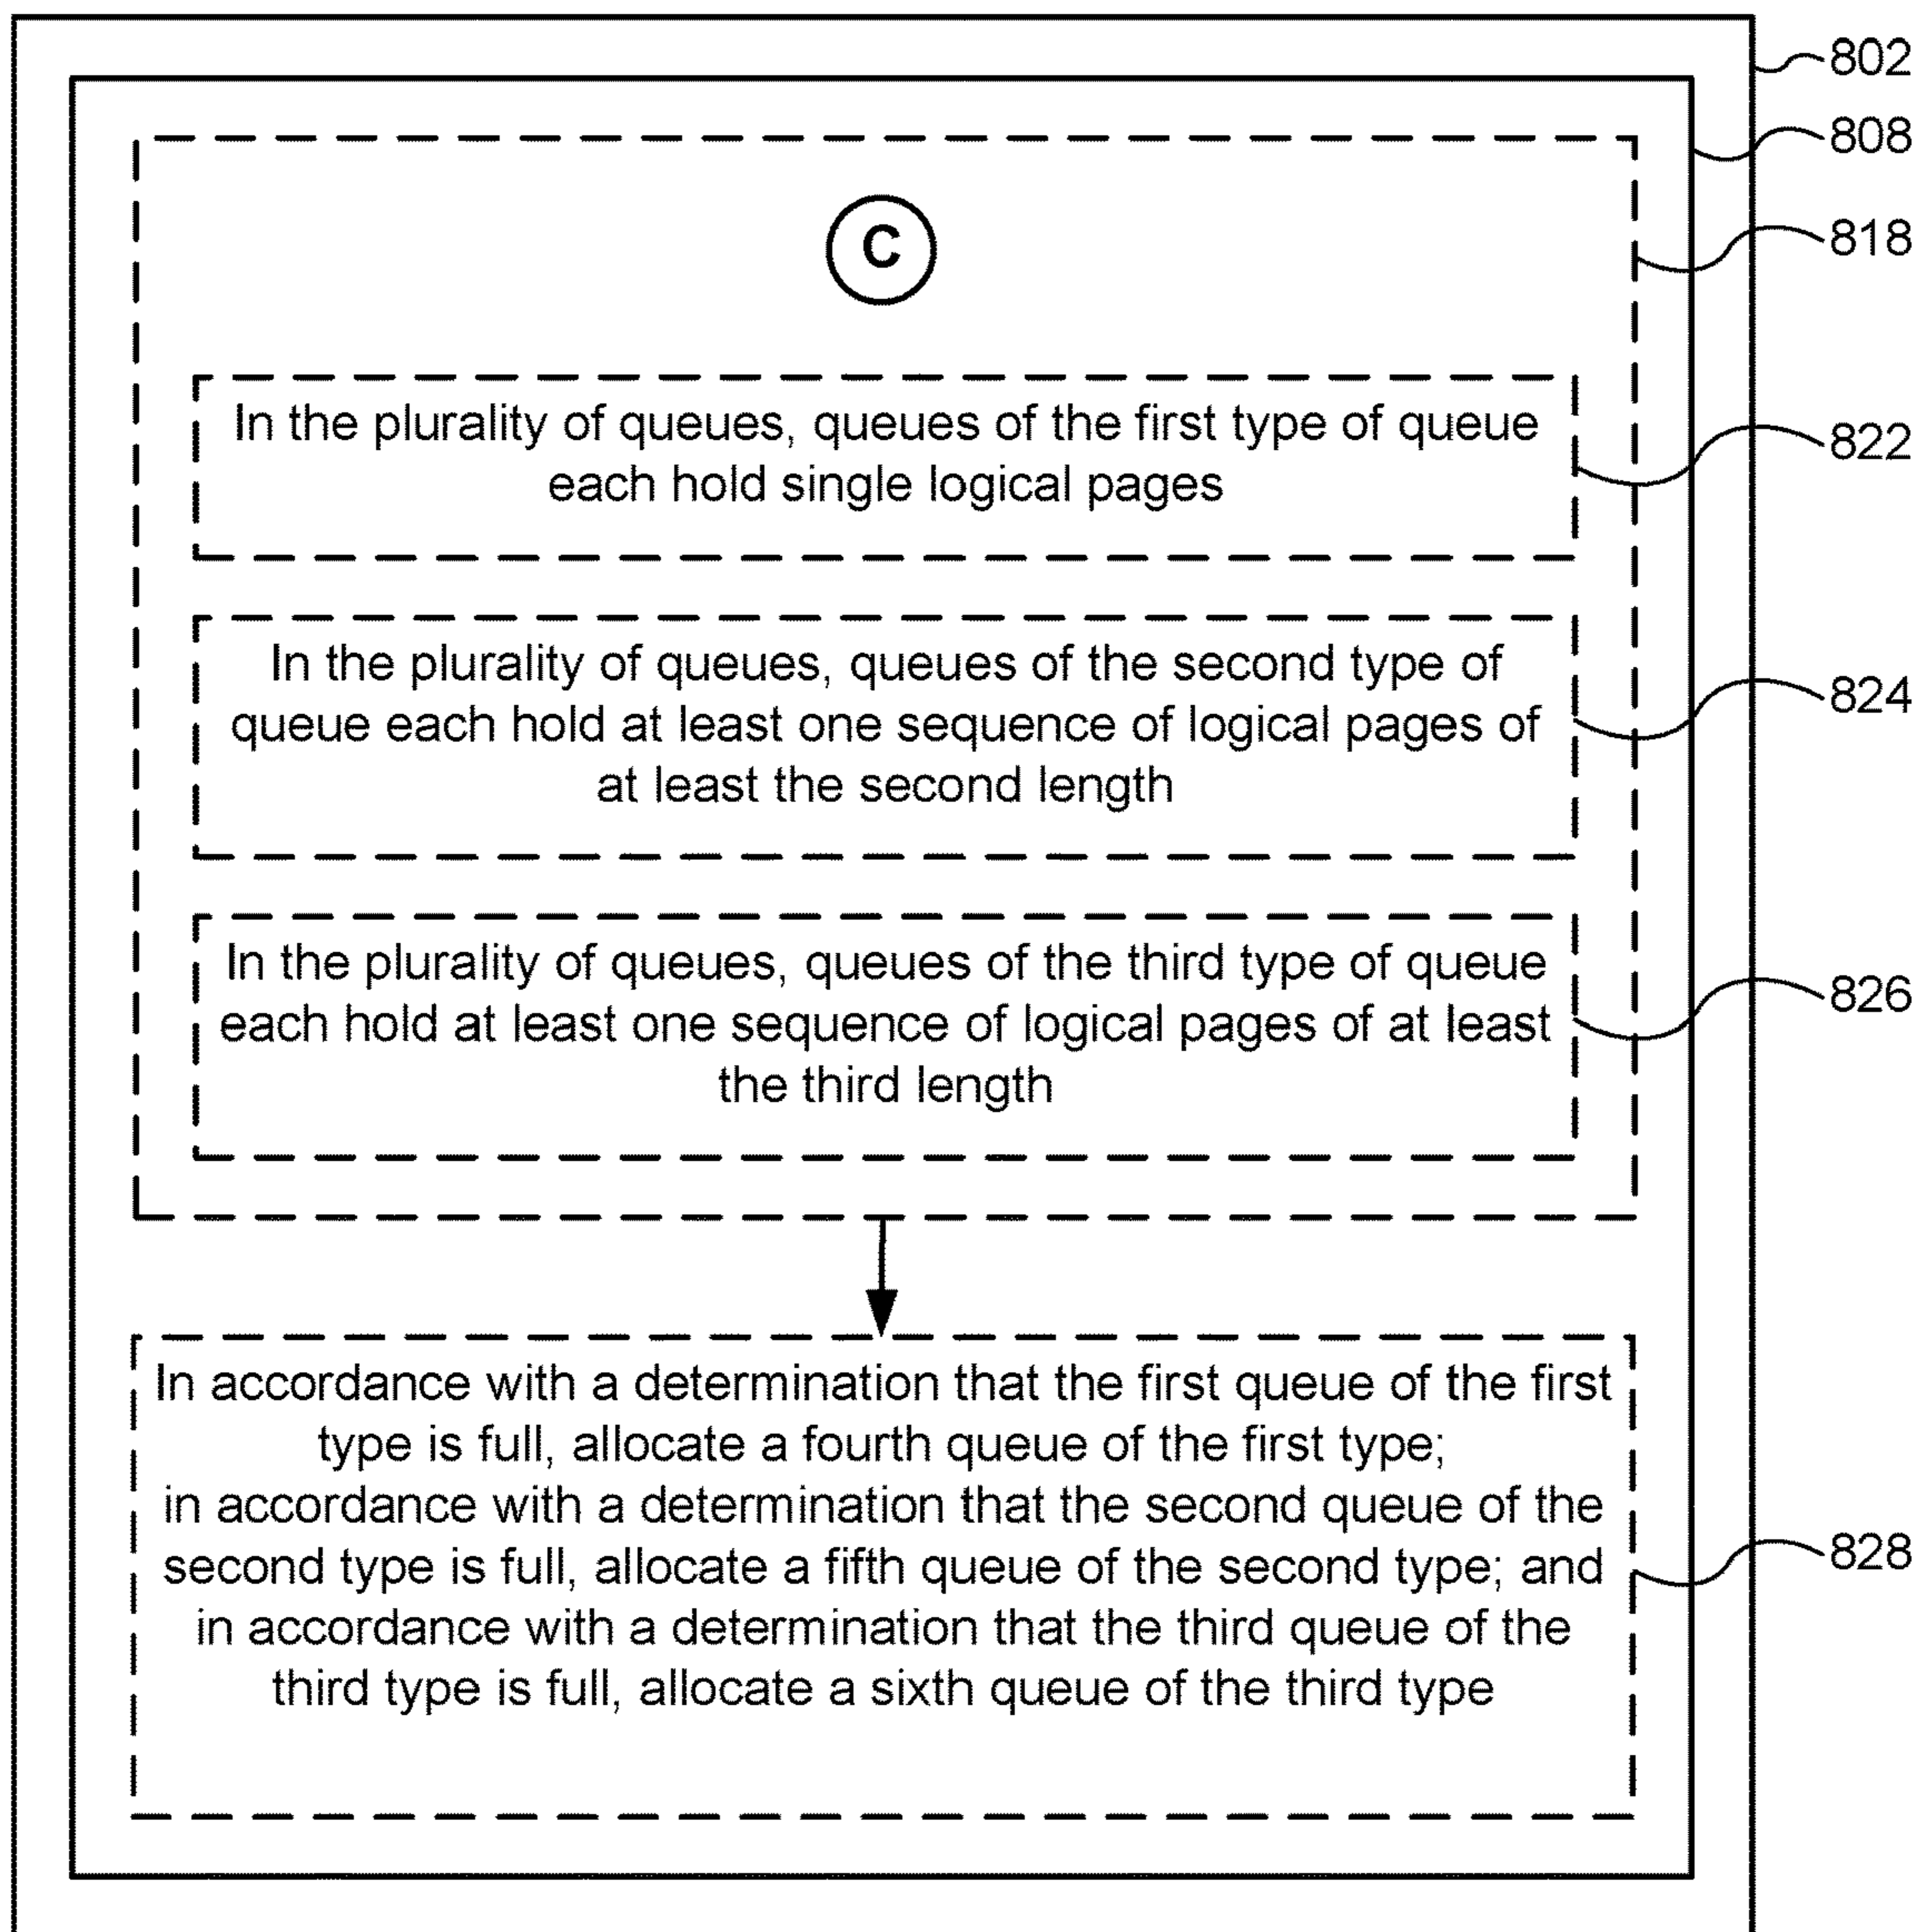 802
808
818
C
In the plurality of queues, queues of the first type of queue
each hold single logical pages
822
In the plurality of queues, queues of the second type of
queue each hold at least one sequence of logical pages of
at least the second length
824
In the plurality of queues, queues of the third type of queue
each hold at least one sequence of logical pages of at least
the third length
826
In accordance with a determination that the first queue of the first
type is full, allocate a fourth queue of the first type;
in accordance with a determination that the second queue of the
second type is full, allocate a fifth queue of the second type; and
in accordance with a determination that the third queue of the
third type is full, allocate a sixth queue of the third type
828